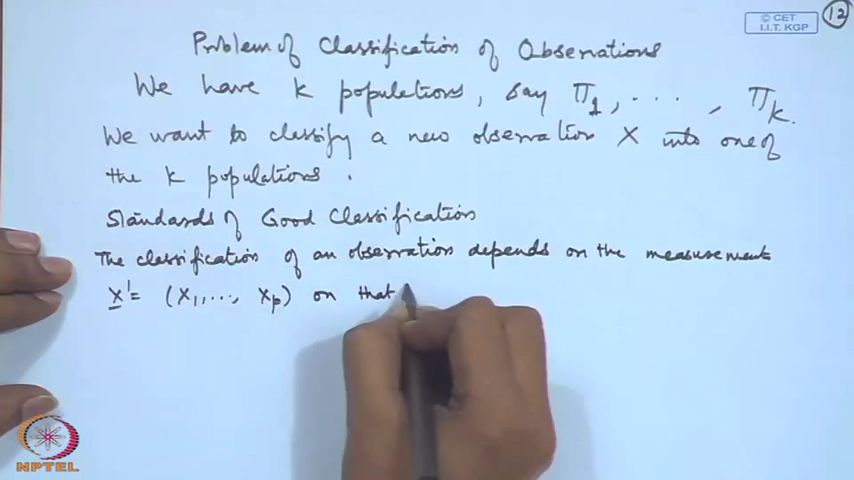 © CET
I.I.T. KGP
12
Problem of Classification of Observations
We have k populations, say Π1, ..., Πk.
We want to classify a new observation X into one of
the k populations.
Standards of Good Classification
The classification of an observation depends on the measurements
X' = (X1, ..., Xp) on that
NPTEL